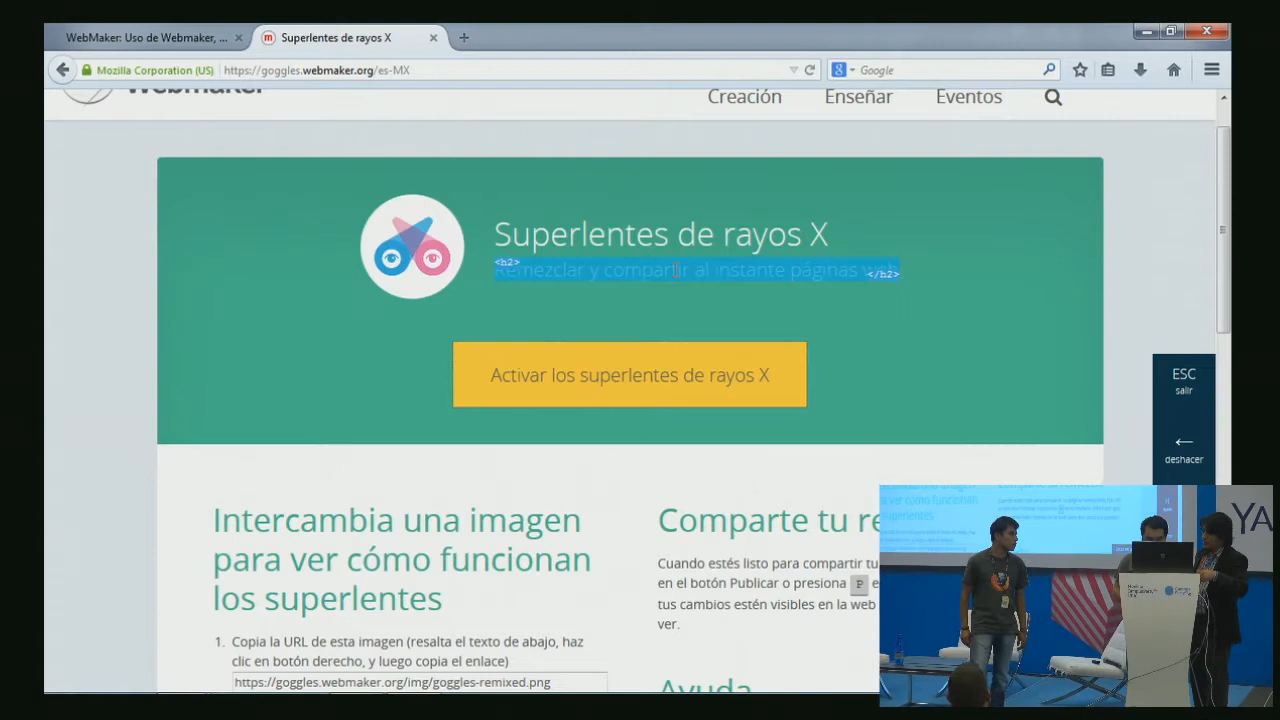 WebMaker: Uso de Webmaker, ...
Superlentes de rayos X
Mozilla Corporation (US)
https://goggles.webmaker.org/es-MX
Google
Webmaker
Creación
Enseñar
Eventos
Superlentes de rayos X
<h2>
Remezclar y compartir al instante páginas web
</h2>
Activar los superlentes de rayos X
ESC
salir
←
deshacer
Intercambia una imagen
para ver cómo funcionan
los superlentes
1. Copia la URL de esta imagen (resalta el texto de abajo, haz
clic en botón derecho, y luego copia el enlace)
https://goggles.webmaker.org/img/goggles-remixed.png
Comparte tu re
Cuando estés listo para compartir tu
en el botón Publicar o presiona P e
tus cambios estén visibles en la web
ver.
Ayuda
YA